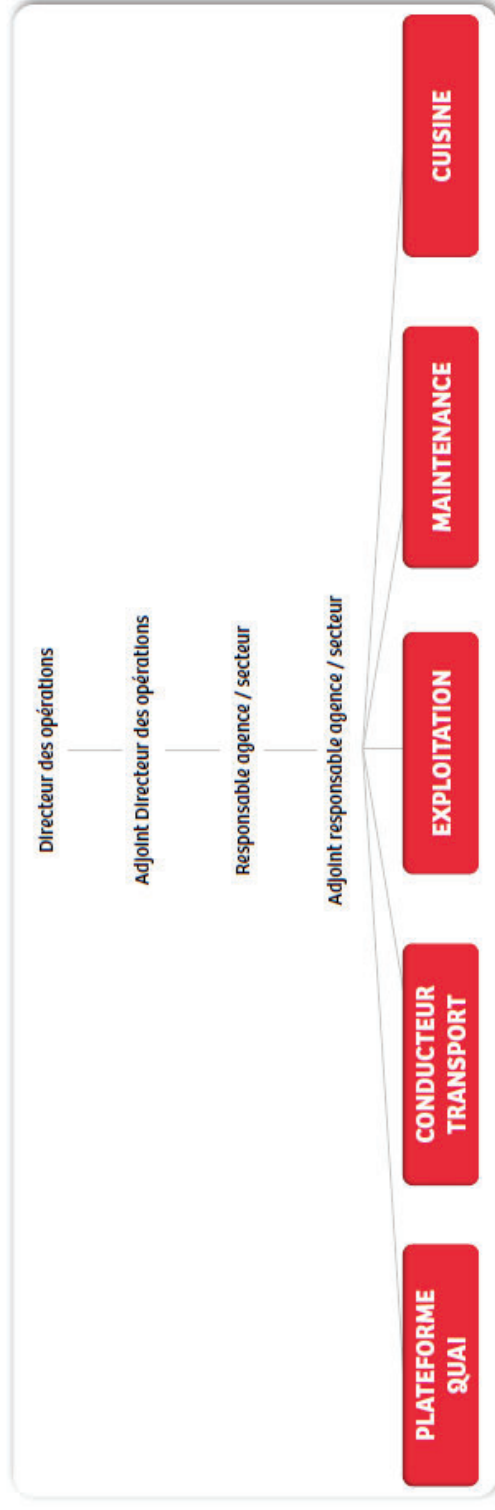 Directeur des opérations
Adjoint Directeur des opérations
Responsable agence / secteur
Adjoint responsable agence / secteur
PLATEFORME
QUAI
CONDUCTEUR
TRANSPORT
EXPLOITATION
MAINTENANCE
CUISINE